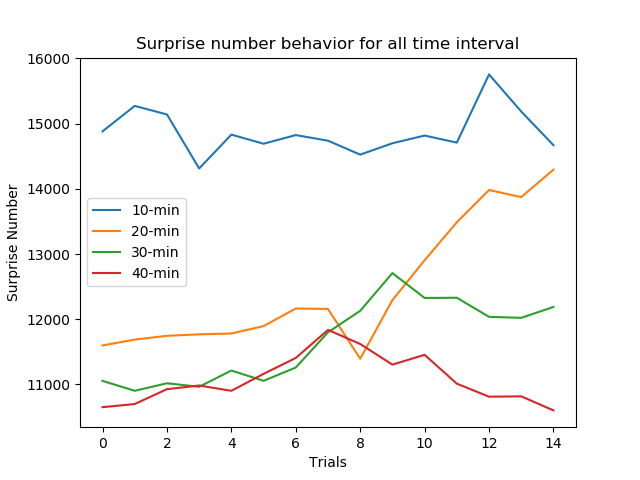 Surprise number behavior for all time interval
16000
15000
14000
13000
12000
11000
Surprise Number
10-min
20-min
30-min
40-min
0 2 4 6 8 10 12 14
Trials